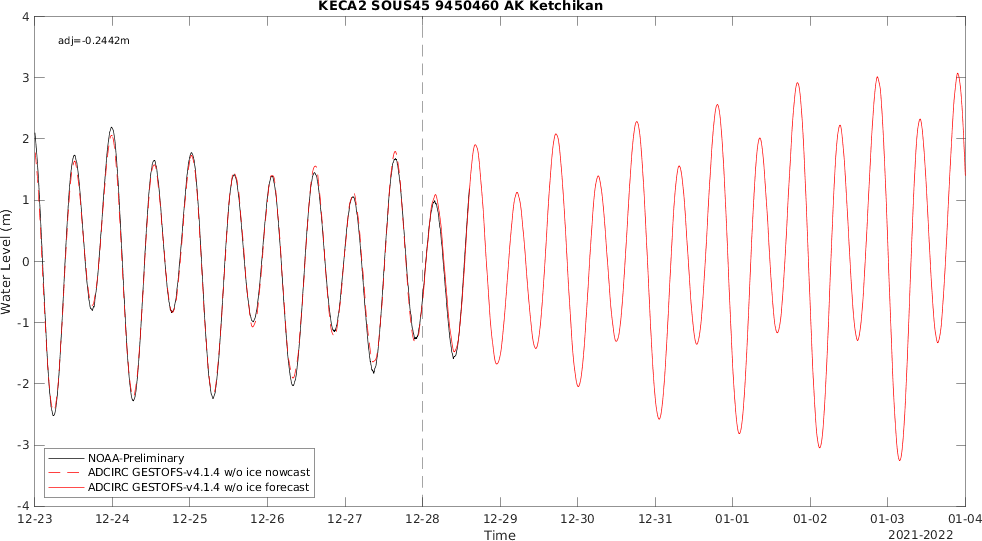 KECA2 SOUS45 9450460 AK Ketchikan
adj=-0.2442m
4
3
2
1
0
-1
-2
-3
-4
Water Level (m)
NOAA-Preliminary
ADCIRC GESTOFS-v4.1.4 w/o ice nowcast
ADCIRC GESTOFS-v4.1.4 w/o ice forecast
12-23 12-24 12-25 12-26 12-27 12-28 12-29 12-30 12-31 01-01 01-02 01-03 01-04
Time
2021-2022